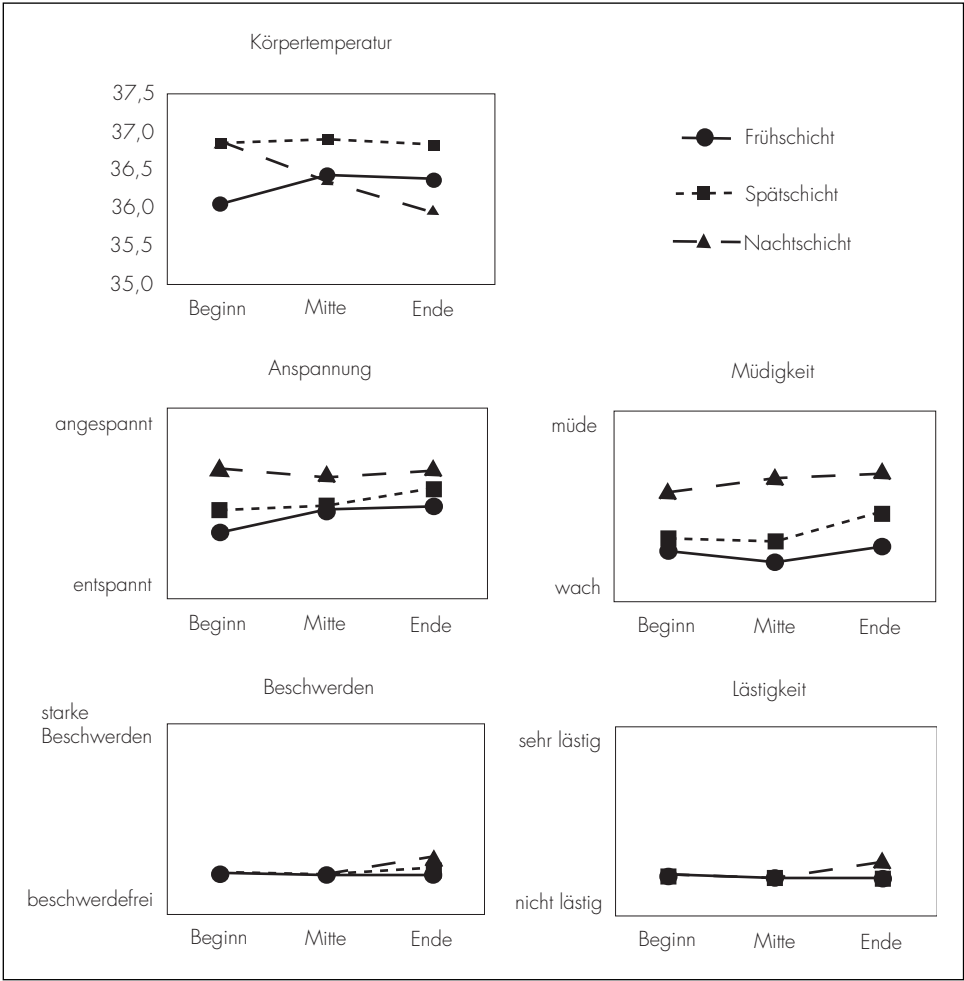 Körpertemperatur
37,5
37,0
36,5
36,0
35,5
35,0
Beginn Mitte Ende
Frühschicht
Spätschicht
Nachtschicht
Anspannung
angespannt
entspannt
Beginn Mitte Ende
Müdigkeit
müde
wach
Beginn Mitte Ende
Beschwerden
starke
Beschwerden
beschwerdefrei
Beginn Mitte Ende
Lästigkeit
sehr lästig
nicht lästig
Beginn Mitte Ende